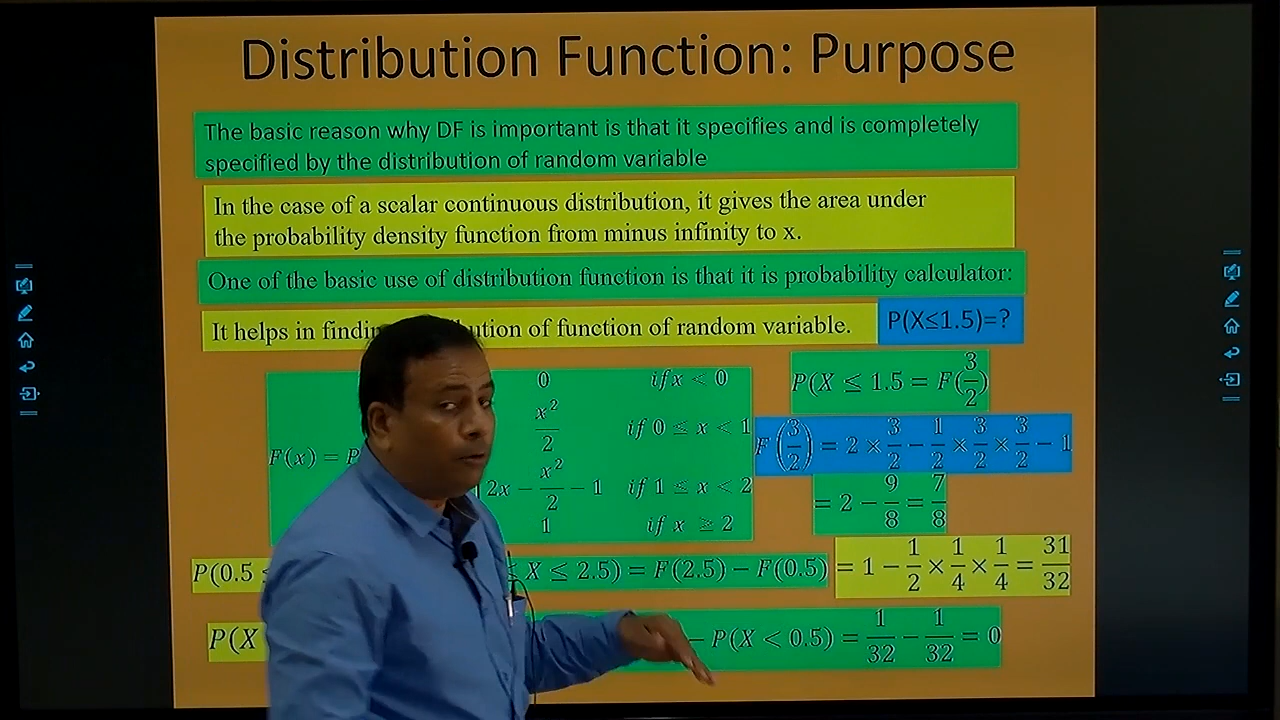 Distribution Function: Purpose
The basic reason why DF is important is that it specifies and is completely
specified by the distribution of random variable
In the case of a scalar continuous distribution, it gives the area under
the probability density function from minus infinity to x.
One of the basic use of distribution function is that it is probability calculator:
It helps in of function of random variable.
P(X≤1.5)=?
P(X ≤ 1.5 = F(3/2)
F(x) = P
0 if x < 0
x²/2 if 0 ≤ x < 1
2x − x²/2 − 1 if 1 ≤ x < 2
1 if x ≥ 2
F(3/2) = 2 × 3/2 − 1/2 × 3/2 × 3/2 − 1
= 2 − 9/8 = 7/8
P(0.5 X ≤ 2.5) = F(2.5) − F(0.5)
= 1 − 1/2 × 1/4 × 1/4 = 31/32
P(X − P(X < 0.5) = 1/32 − 1/32 = 0